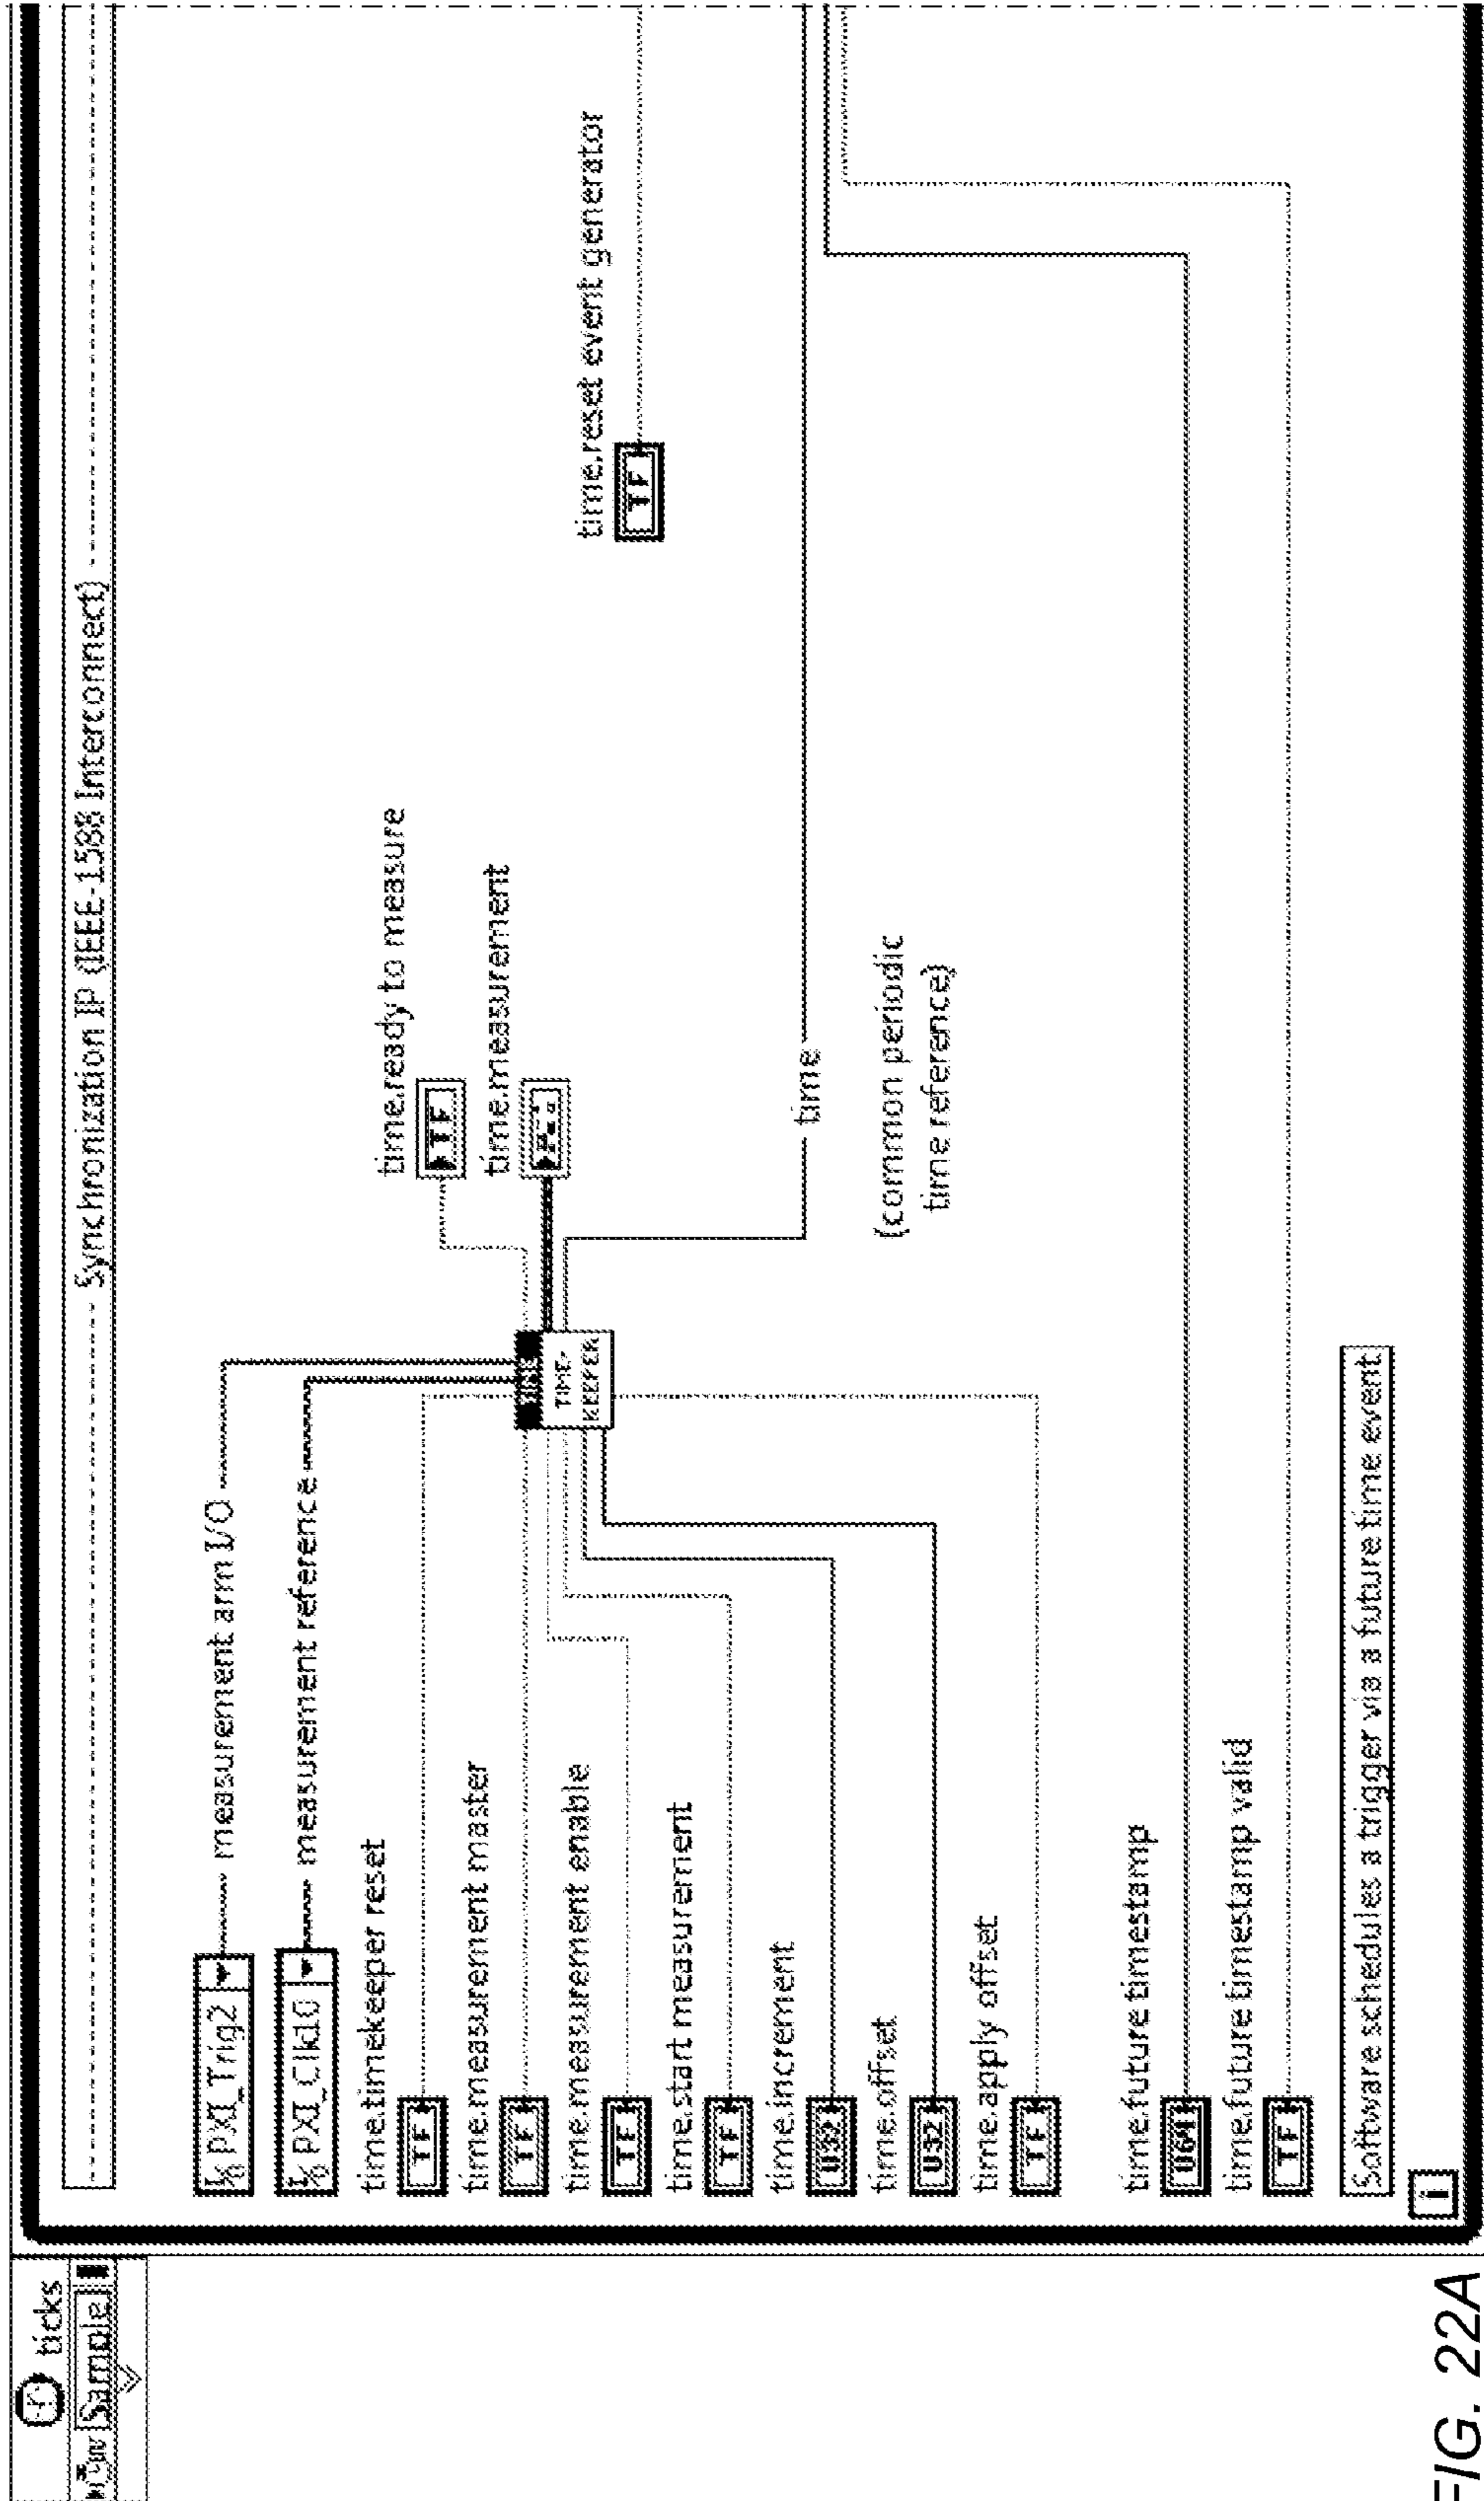 ticks
Sample
Synchronization IP (IEEE-1588 Interconnect)
I/O PXI_Trig2
measurement arm I/O
I/O PXI_Clk10
measurement reference
time.timekeeper reset
TF
time.measurement master
TF
time.measurement enable
TF
time.start measurement
TF
time.increment
U32
time.offset
U32
time.apply offset
TF
TIME-
KEEPER
time.ready to measure
TF
time.measurement
time.reset event generator
TF
time
(common periodic
time reference)
time.future timestamp
U64
time.future timestamp valid
TF
Software schedules a trigger via a future time event
i
FIG. 22A